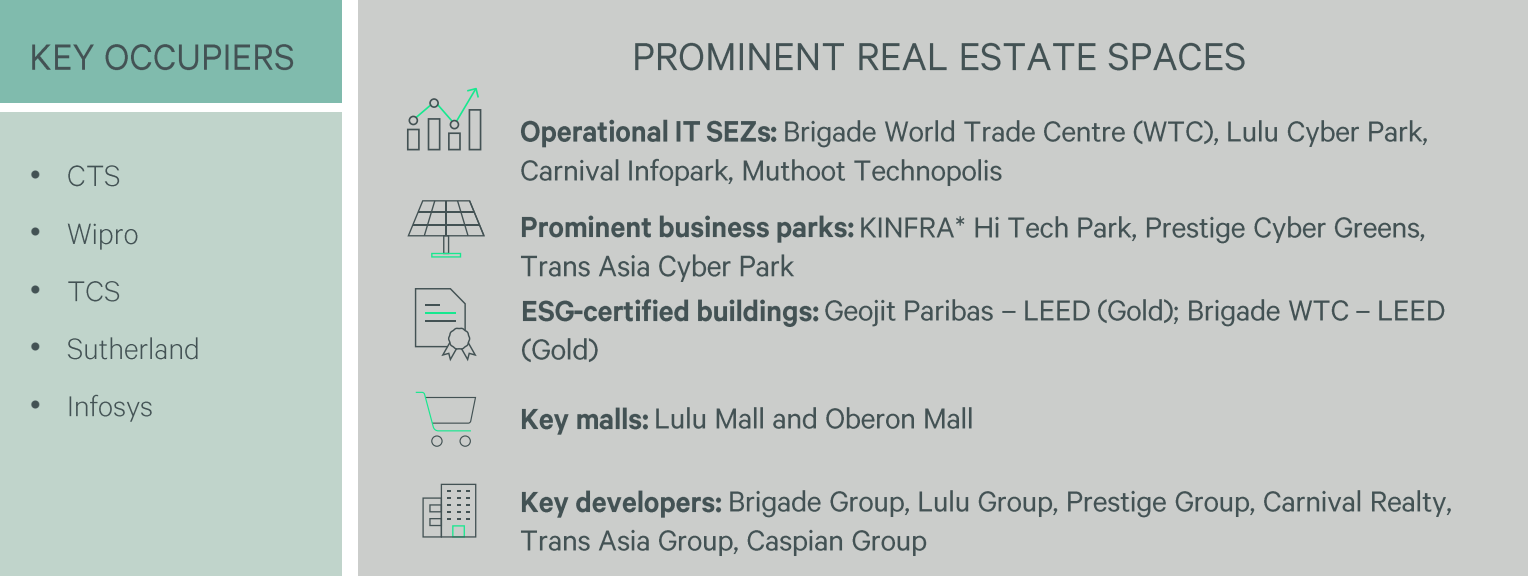 KEY OCCUPIERS
• CTS
• Wipro
• TCS
• Sutherland
• Infosys
PROMINENT REAL ESTATE SPACES
Operational IT SEZs: Brigade World Trade Centre (WTC), Lulu Cyber Park,
Carnival Infopark, Muthoot Technopolis
Prominent business parks: KINFRA* Hi Tech Park, Prestige Cyber Greens,
Trans Asia Cyber Park
ESG-certified buildings: Geojit Paribas – LEED (Gold); Brigade WTC – LEED
(Gold)
Key malls: Lulu Mall and Oberon Mall
Key developers: Brigade Group, Lulu Group, Prestige Group, Carnival Realty,
Trans Asia Group, Caspian Group